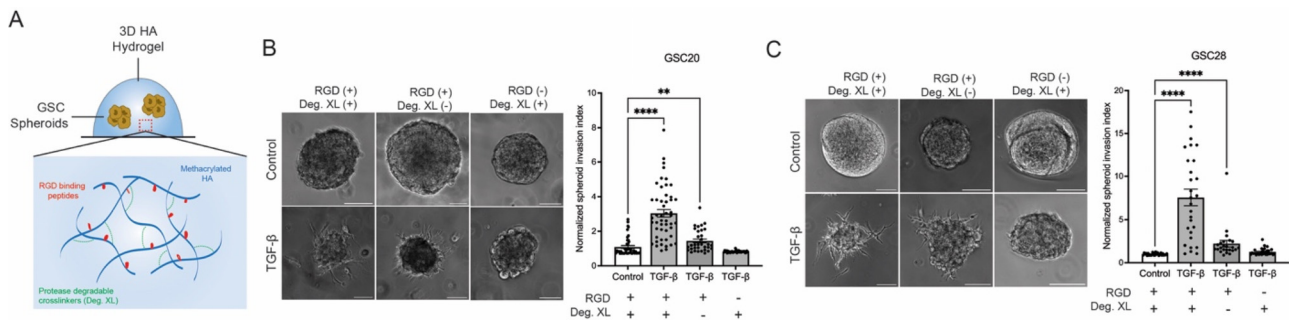 A
3D HA
Hydrogel
GSC
Spheroids
Methacrylated
HA
RGD binding
peptides
Protease degradable
crosslinkers (Deg. XL)
B
RGD (+)
Deg. XL (+)
RGD (+)
Deg. XL (-)
RGD (-)
Deg. XL (+)
Control
TGF-β
GSC20
Normalized spheroid invasion index
10
8
6
4
2
0
****
**
Control TGF-β TGF-β TGF-β
RGD + + + -
Deg. XL + + - +
C
RGD (+)
Deg. XL (+)
RGD (+)
Deg. XL (-)
RGD (-)
Deg. XL (+)
Control
TGF-β
GSC28
Normalized spheroid invasion index
20
15
10
5
0
****
****
Control TGF-β TGF-β TGF-β
RGD + + + -
Deg. XL + + - +